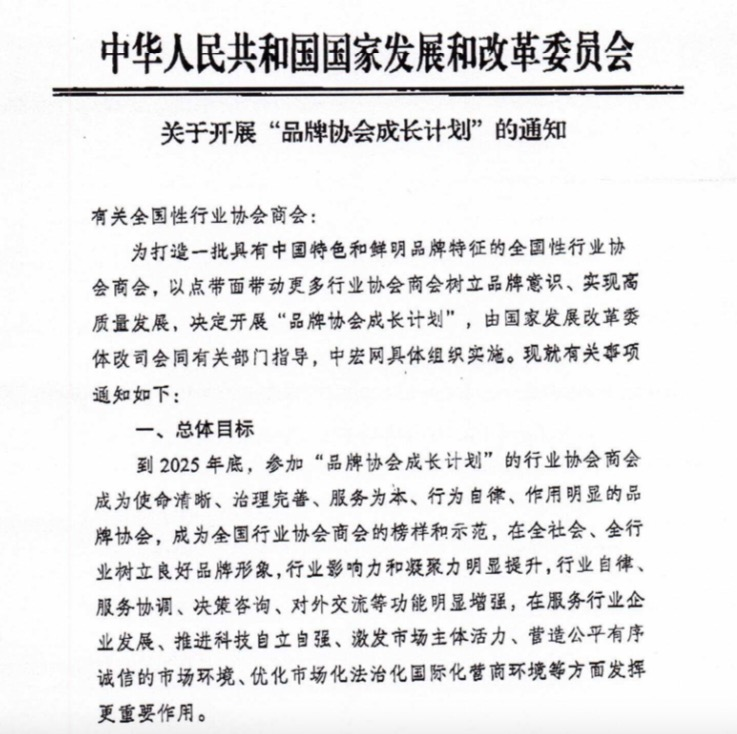 中华人民共和国国家发展和改革委员会
关于开展“品牌协会成长计划”的通知
有关全国性行业协会商会：
为打造一批具有中国特色和鲜明品牌特征的全国性行业协
会商会，以点带面带动更多行业协会商会树立品牌意识、实现高
质量发展，决定开展“品牌协会成长计划”，由国家发展改革委
体改司会同有关部门指导，中宏网具体组织实施。现就有关事项
通知如下：
一、总体目标
到 2025 年底，参加“品牌协会成长计划”的行业协会商会
成为使命清晰、治理完善、服务为本、行为自律、作用明显的品
牌协会，成为全国行业协会商会的榜样和示范，在全社会、全行
业树立良好品牌形象，行业影响力和凝聚力明显提升，行业自律、
服务协调、决策咨询、对外交流等功能明显增强，在服务行业企
业发展、推进科技自立自强、激发市场主体活力、营造公平有序
诚信的市场环境、优化市场化法治化国际化营商环境等方面发挥
更重要作用。